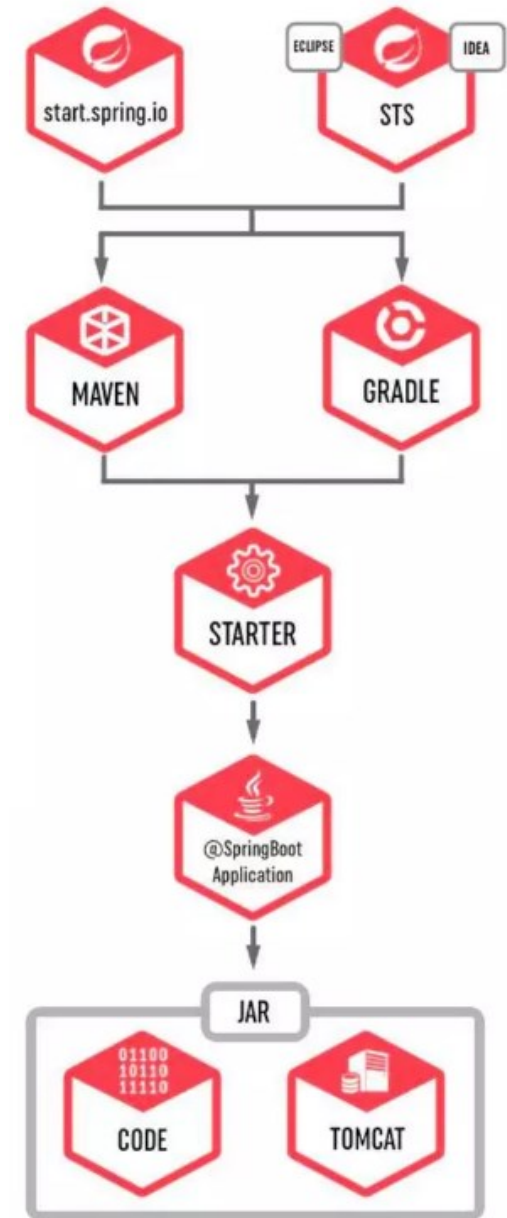 start.spring.io
ECLIPSE
STS
IDEA
MAVEN
GRADLE
STARTER
@SpringBoot
Application
JAR
01100
10110
11110
CODE
TOMCAT